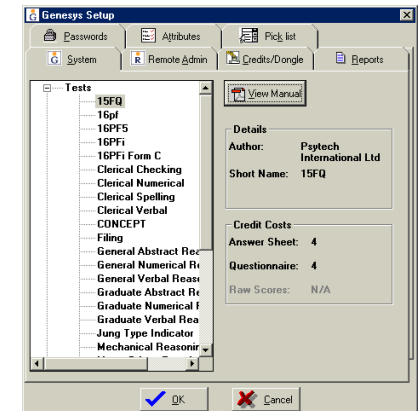 Genesys Setup
Passwords Attributes Pick list
System Remote Admin Credits/Dongle Reports
Tests
15FQ
16pf
16PF5
16PFi
16PFi Form C
Clerical Checking
Clerical Numerical
Clerical Spelling
Clerical Verbal
CONCEPT
Filing
General Abstract Rea
General Numerical Re
General Verbal Reaso
Graduate Abstract Re
Graduate Numerical F
Graduate Verbal Rea
Jung Type Indicator
Mechanical Reasonin
View Manual
Details
Author: Psytech
International Ltd
Short Name: 15FQ
Credit Costs
Answer Sheet: 4
Questionnaire: 4
Raw Scores: N/A
OK Cancel